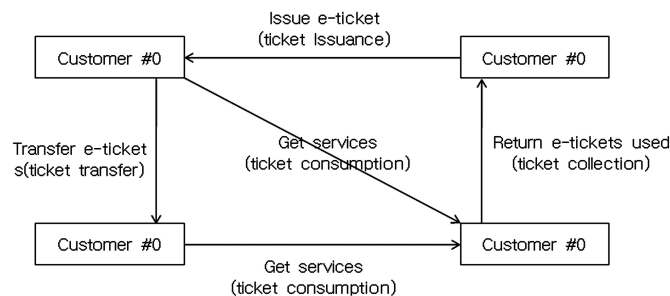 Issue e-ticket
(ticket Issuance)
Customer #0
Customer #0
Transfer e-ticket
s(ticket transfer)
Get services
(ticket consumption)
Return e-tickets used
(ticket collection)
Customer #0
Customer #0
Get services
(ticket consumption)